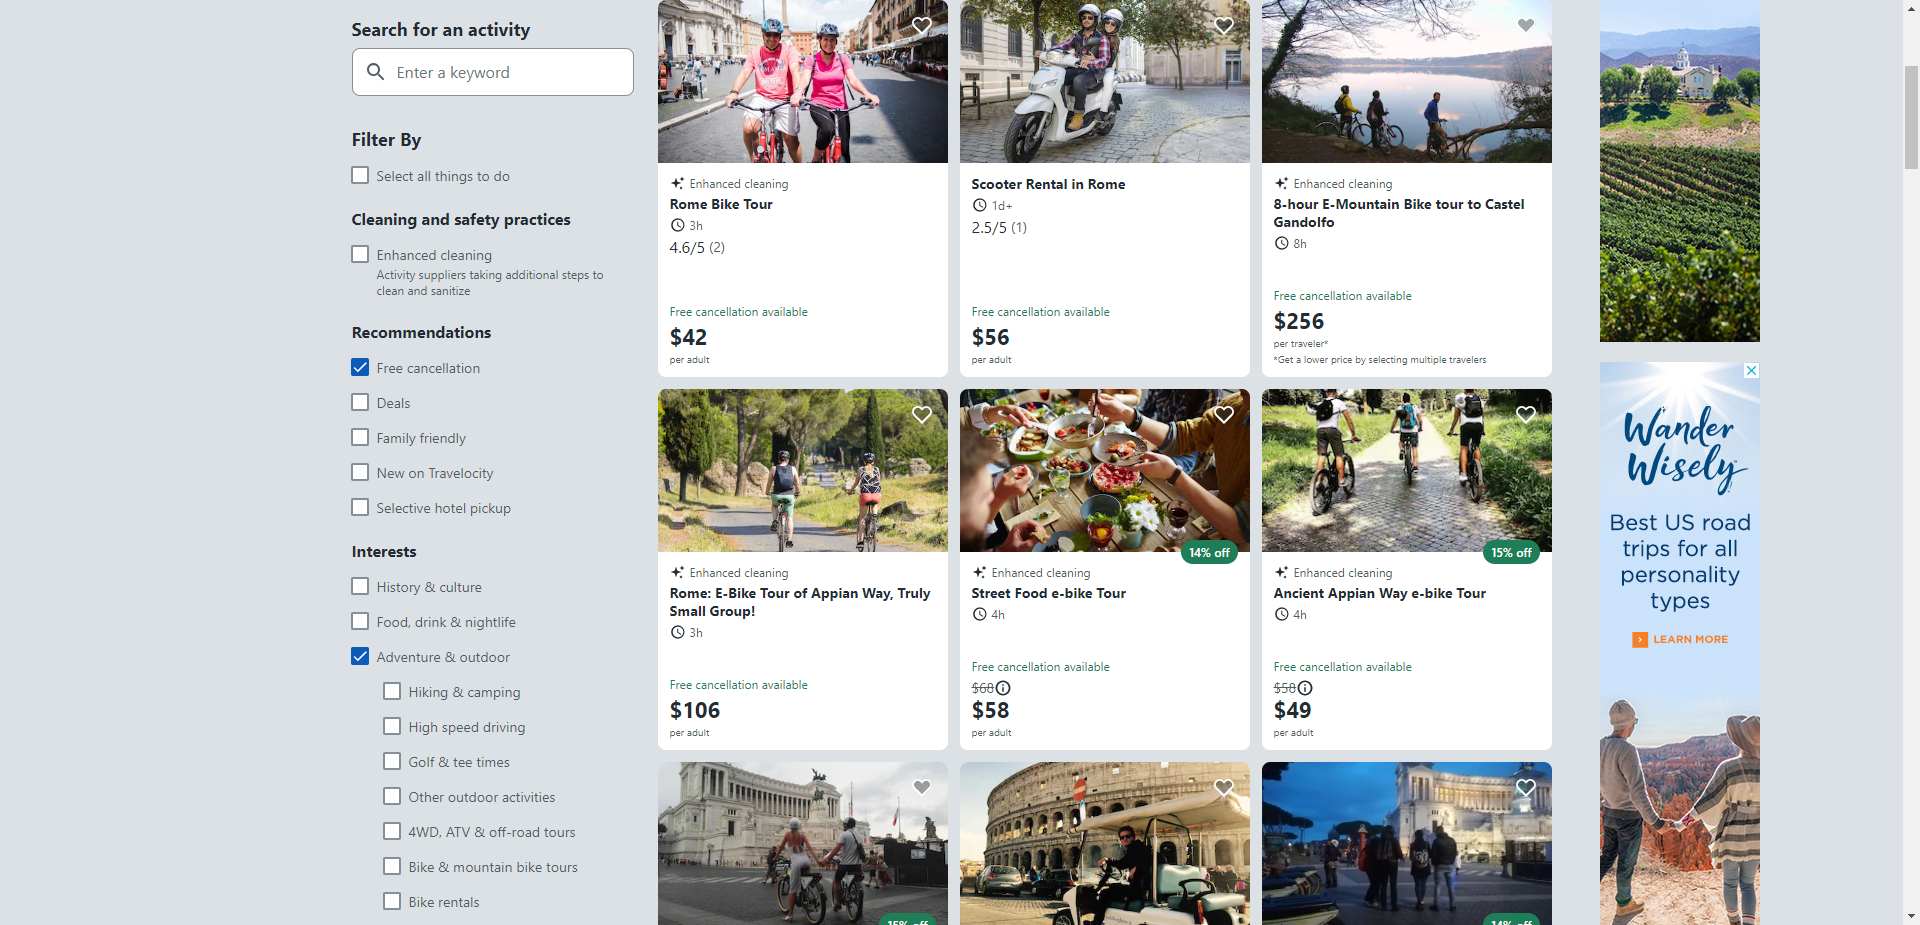 Search for an activity
Enter a keyword
Filter By
Select all things to do
Cleaning and safety practices
Enhanced cleaning
Activity suppliers taking additional steps to
clean and sanitize
Recommendations
Free cancellation
Deals
Family friendly
New on Travelocity
Selective hotel pickup
Interests
History & culture
Food, drink & nightlife
Adventure & outdoor
Hiking & camping
High speed driving
Golf & tee times
Other outdoor activities
4WD, ATV & off-road tours
Bike & mountain bike tours
Bike rentals
Enhanced cleaning
Rome Bike Tour
3h
4.6/5 (2)
Free cancellation available
$42
per adult
Scooter Rental in Rome
1d+
2.5/5 (1)
Free cancellation available
$56
per adult
Enhanced cleaning
8-hour E-Mountain Bike tour to Castel
Gandolfo
8h
Free cancellation available
$256
per traveler*
*Get a lower price by selecting multiple travelers
Enhanced cleaning
Rome: E-Bike Tour of Appian Way, Truly
Small Group!
3h
Free cancellation available
$106
per adult
14% off
Enhanced cleaning
Street Food e-bike Tour
4h
Free cancellation available
$68
$58
per adult
15% off
Enhanced cleaning
Ancient Appian Way e-bike Tour
4h
Free cancellation available
$58
$49
per adult
15% off
14% off
Wander
Wisely
Best US road
trips for all
personality
types
LEARN MORE